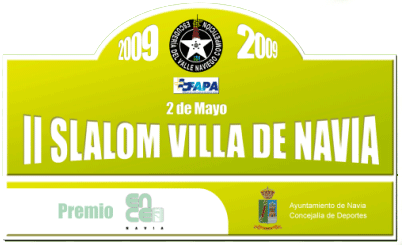 2009
ESCUDERIA DEL VALLE NAVIEGO COMPETICION
2009
FAPA
2 de Mayo
II SLALOM VILLA DE NAVIA
Premio
NAVIA
Ayuntamiento de Navia
Concejalía de Deportes